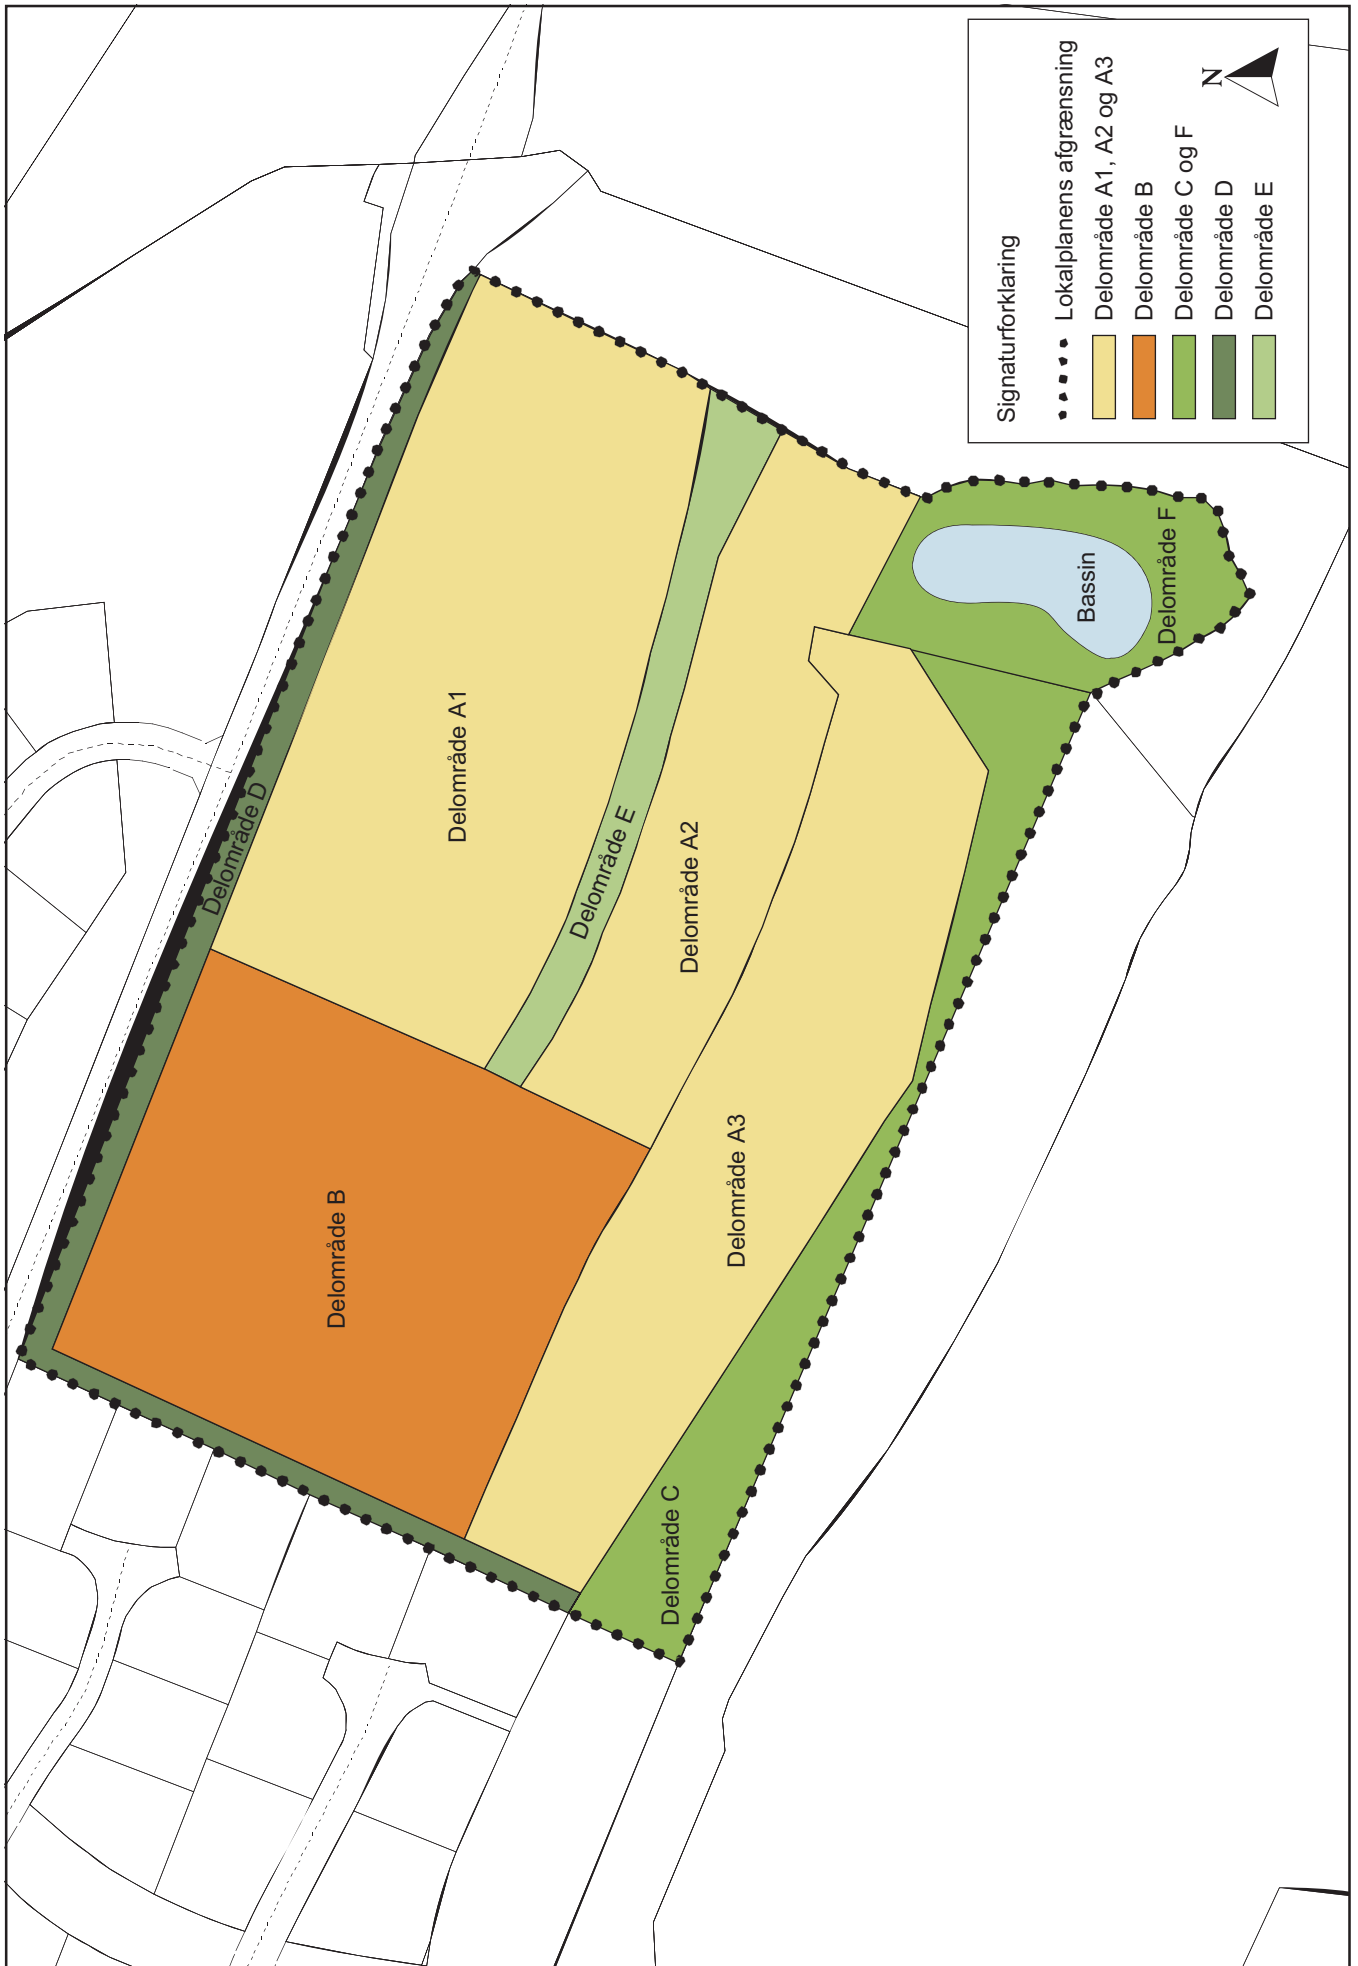 Signaturforklaring
Lokalplanens afgrænsning
Delområde A1, A2 og A3
Delområde B
Delområde C og F
Delområde D
Delområde E
N
Delområde D
Delområde A1
Delområde E
Delområde A2
Delområde B
Delområde A3
Delområde C
Bassin
Delområde F